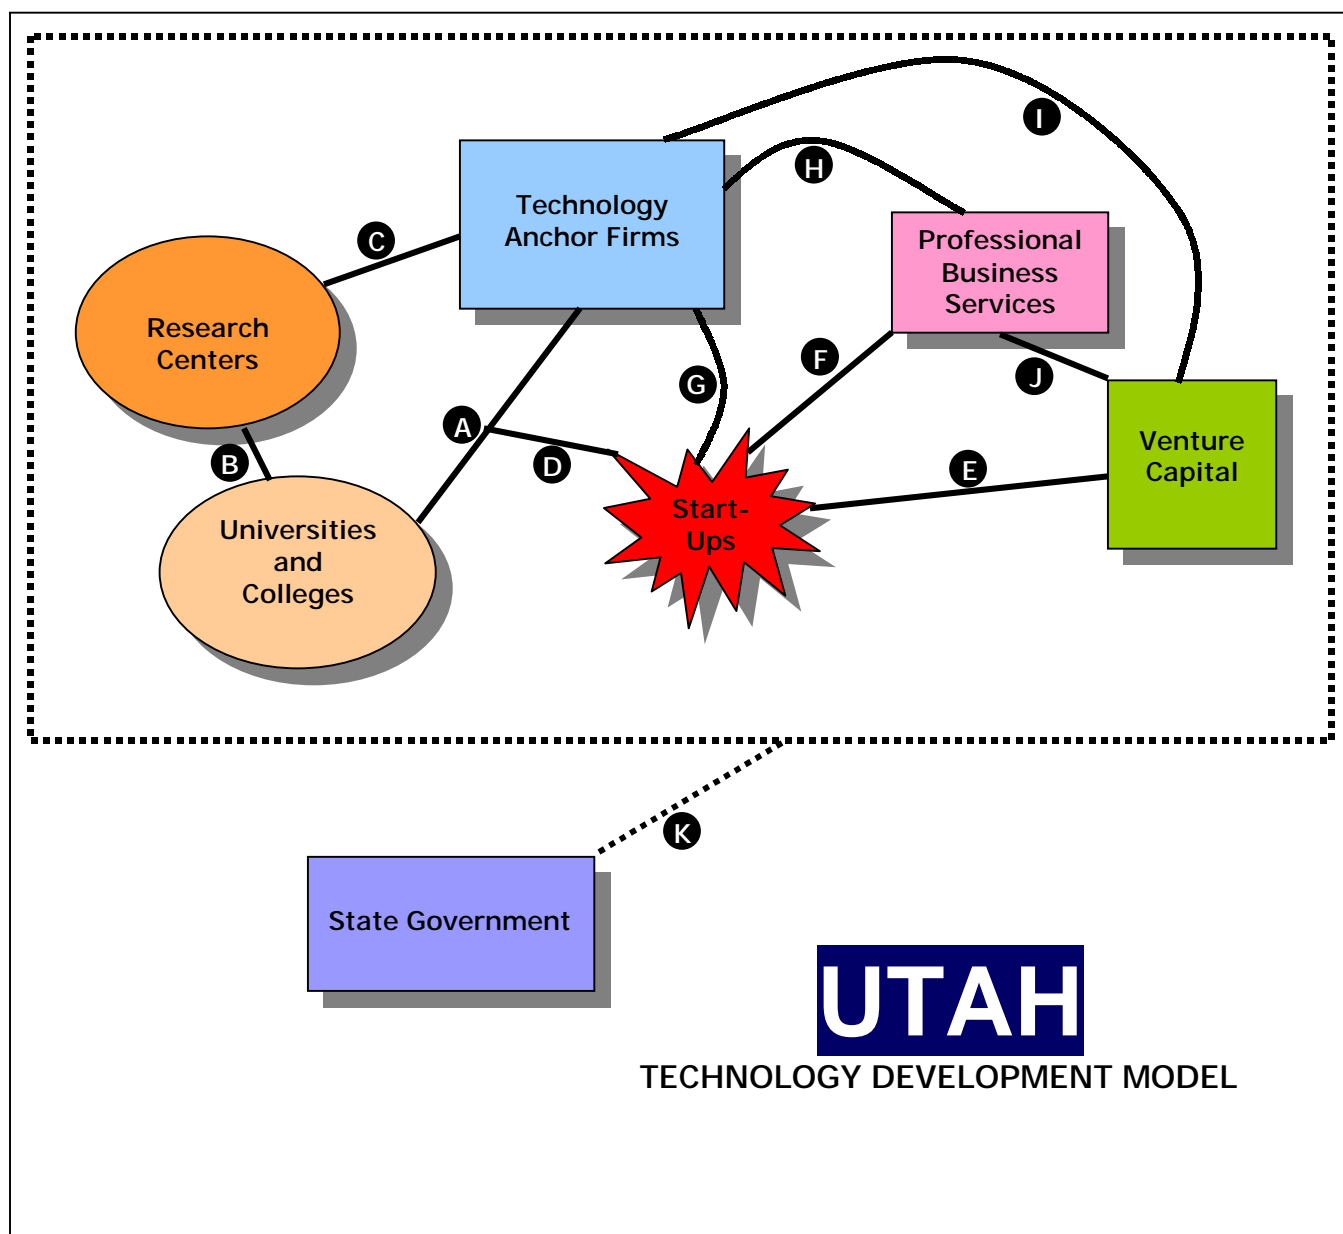 I
H
Technology
Anchor Firms
C
Professional
Business
Services
Research
Centers
F
J
G
A
B
D
E
Venture
Capital
Start-
Ups
Universities
and
Colleges
K
State Government
UTAH
TECHNOLOGY DEVELOPMENT MODEL